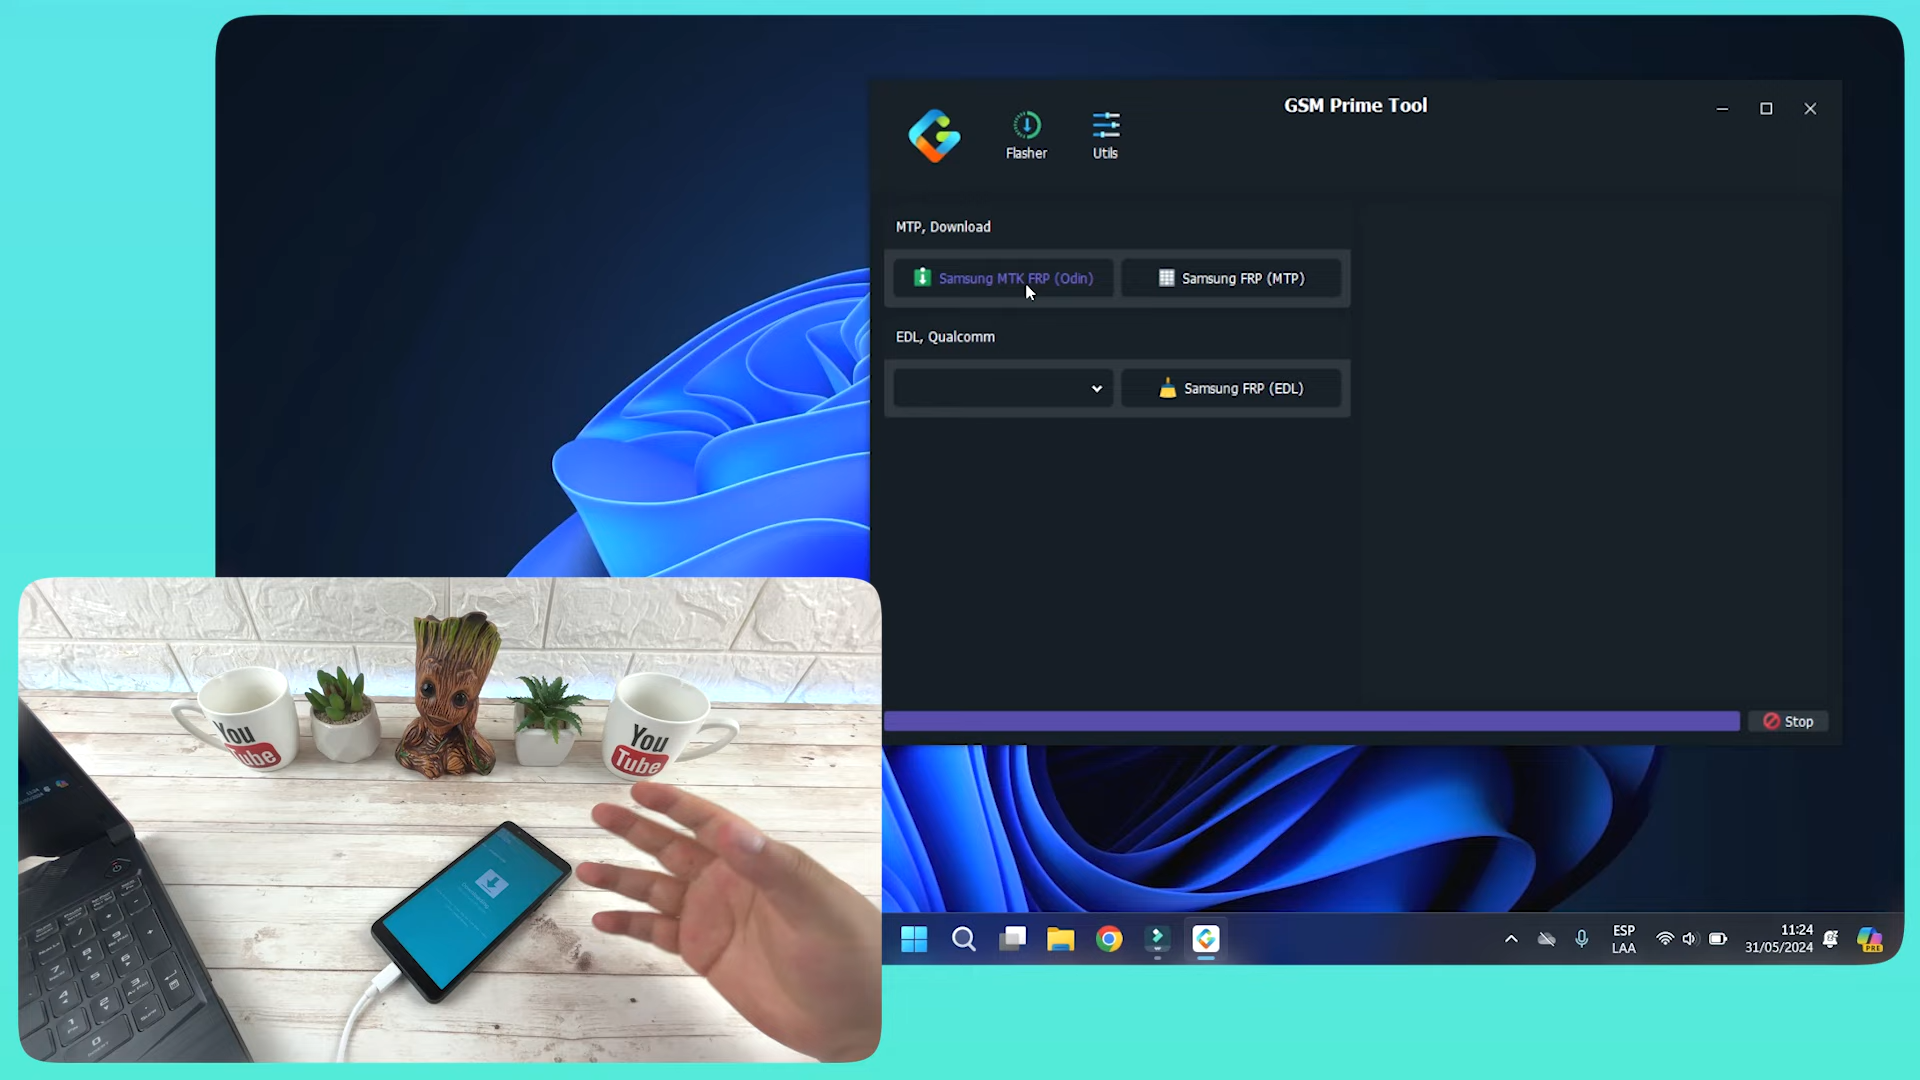 GSM Prime Tool
Flasher
Utils
MTP, Download
Samsung MTK FRP (Odin)
Samsung FRP (MTP)
EDL, Qualcomm
Samsung FRP (EDL)
Stop
You
Tube
You
Tube
ESP
LAA
11:24
31/05/2024
PRE